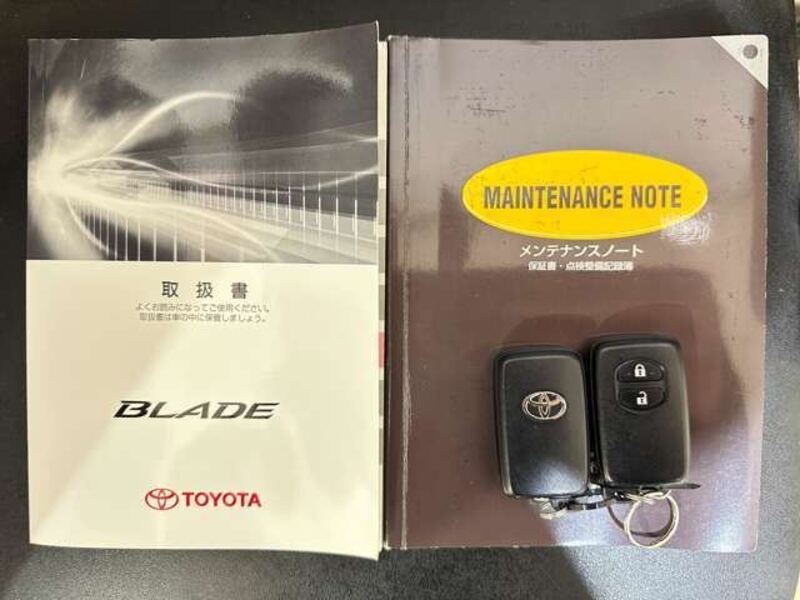 取扱書
よくお読みになってご使用ください。
取扱書は車の中に保管しましょう。
BLADE
TOYOTA
MAINTENANCE NOTE
メンテナンスノート
保証書・点検整備記録簿